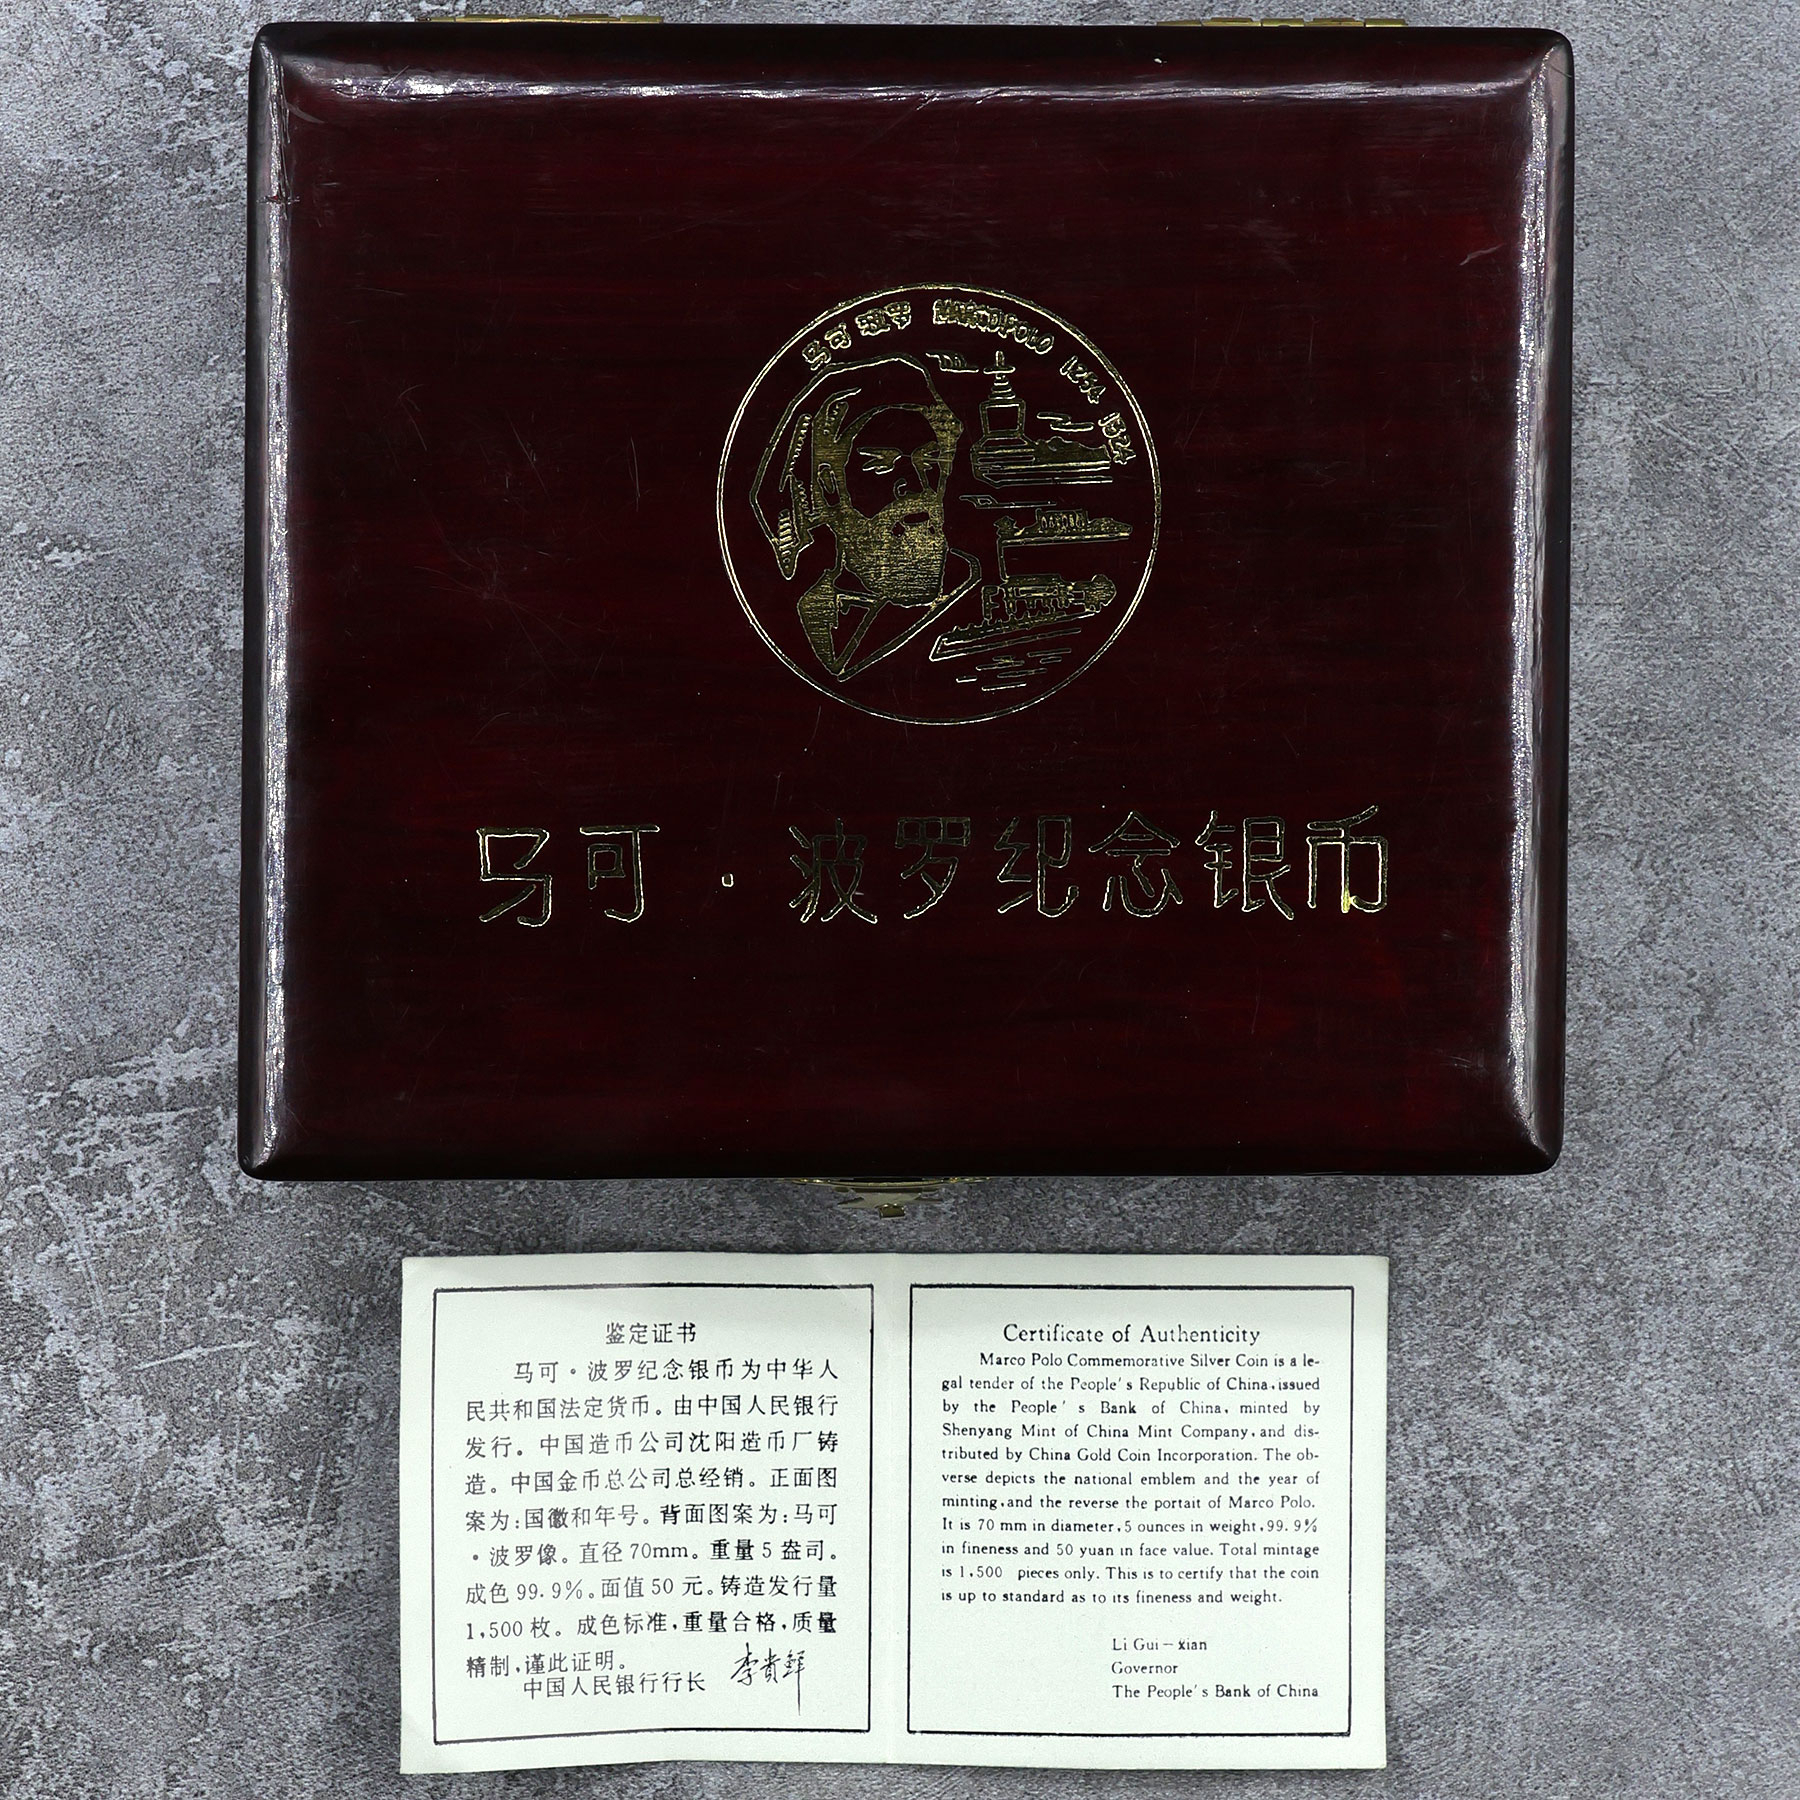 马可 波罗 MARCO POLO 1254 1324
马可·波罗纪念银币
鉴定证书
马可·波罗纪念银币为中华人
民共和国法定货币。由中国人民银行
发行。中国造币公司沈阳造币厂铸
造。中国金币总公司总经销。正面图
案为:国徽和年号。背面图案为:马可
·波罗像。直径70mm。重量5盎司。
成色99.9%。面值50元。铸造发行量
1,500枚。成色标准,重量合格,质量
精制,谨此证明。
中国人民银行行长 李贵鲜
Certificate of Authenticity
Marco Polo Commemorative Silver Coin is a le-
gal tender of the People's Republic of China,issued
by the People's Bank of China, minted by
Shenyang Mint of China Mint Company,and dis-
tributed by China Gold Coin Incorporation. The ob-
verse depicts the national emblem and the year of
minting,and the reverse the portait of Marco Polo.
It is 70 mm in diameter,5 ounces in weight,99.9%
in fineness and 50 yuan in face value. Total mintage
is 1,500 pieces only. This is to certify that the coin
is up to standard as to its fineness and weight.
Li Gui-xian
Governor
The People's Bank of China